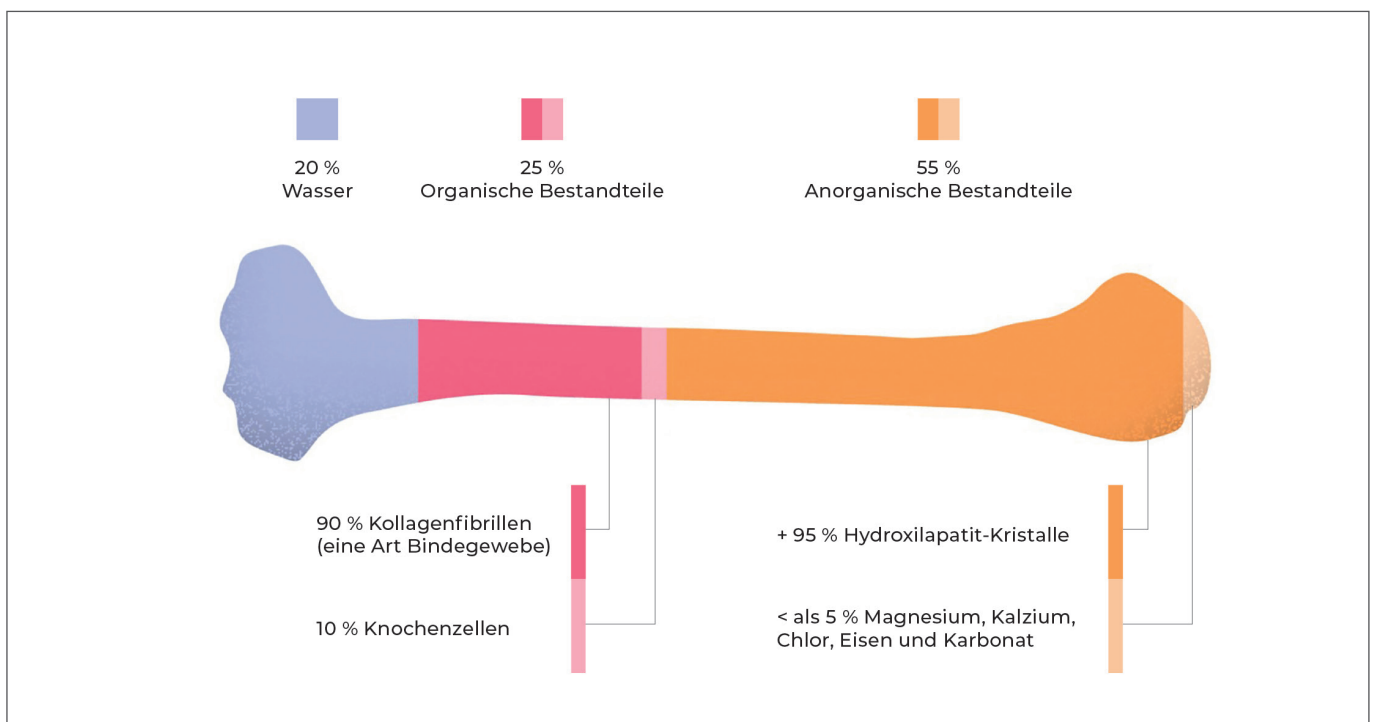 20 %
Wasser
25 %
Organische Bestandteile
55 %
Anorganische Bestandteile
90 % Kollagenfibrillen
(eine Art Bindegewebe)
10 % Knochenzellen
+ 95 % Hydroxilapatit-Kristalle
< als 5 % Magnesium, Kalzium,
Chlor, Eisen und Karbonat